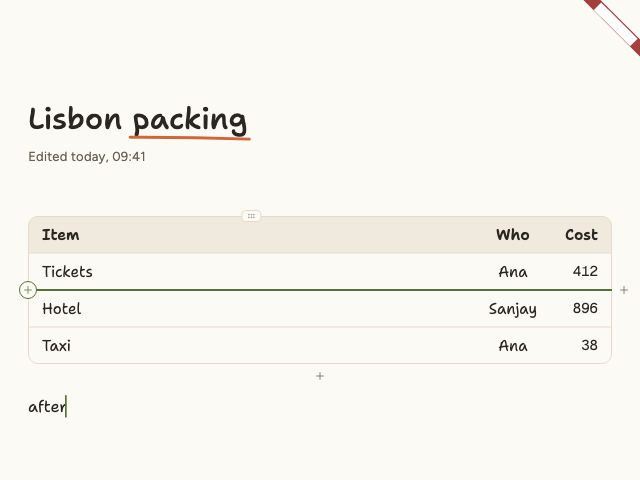 Lisbon packing
Edited today, 09:41
Item Who Cost
Tickets Ana 412
Hotel Sanjay 896
Taxi Ana 38
after